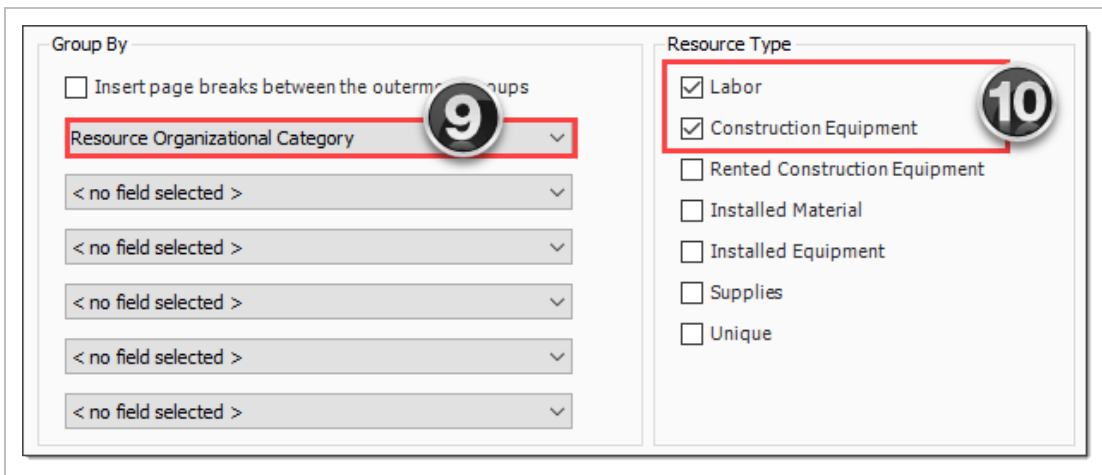 Group By
Insert page breaks between the outermost groups
9
Resource Organizational Category
< no field selected >
< no field selected >
< no field selected >
< no field selected >
< no field selected >
Resource Type
Labor
10
Construction Equipment
Rented Construction Equipment
Installed Material
Installed Equipment
Supplies
Unique